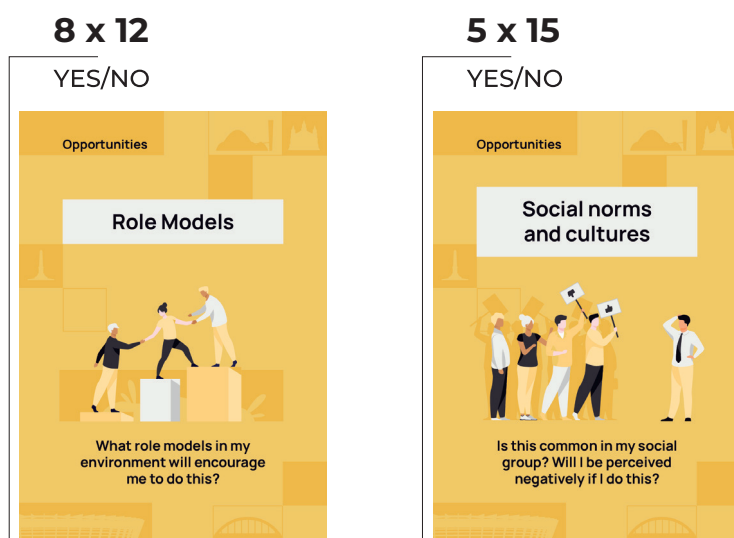 8 x 12
YES/NO
Opportunities
Role Models
What role models in my
environment will encourage
me to do this?
5 x 15
YES/NO
Opportunities
Social norms
and cultures
Is this common in my social
group? Will I be perceived
negatively if I do this?